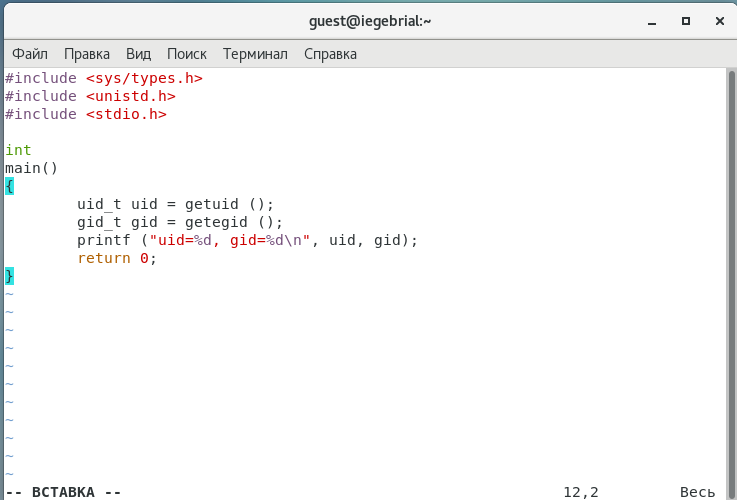 guest@iegebrial:~
Файл Правка Вид Поиск Терминал Справка
#include <sys/types.h>
#include <unistd.h>
#include <stdio.h>

int
main()
{
        uid_t uid = getuid ();
        gid_t gid = getegid ();
        printf ("uid=%d, gid=%d\n", uid, gid);
        return 0;
}
~
~
~
~
~
~
~
~
~
~
~
-- ВСТАВКА -- 12,2 Весь